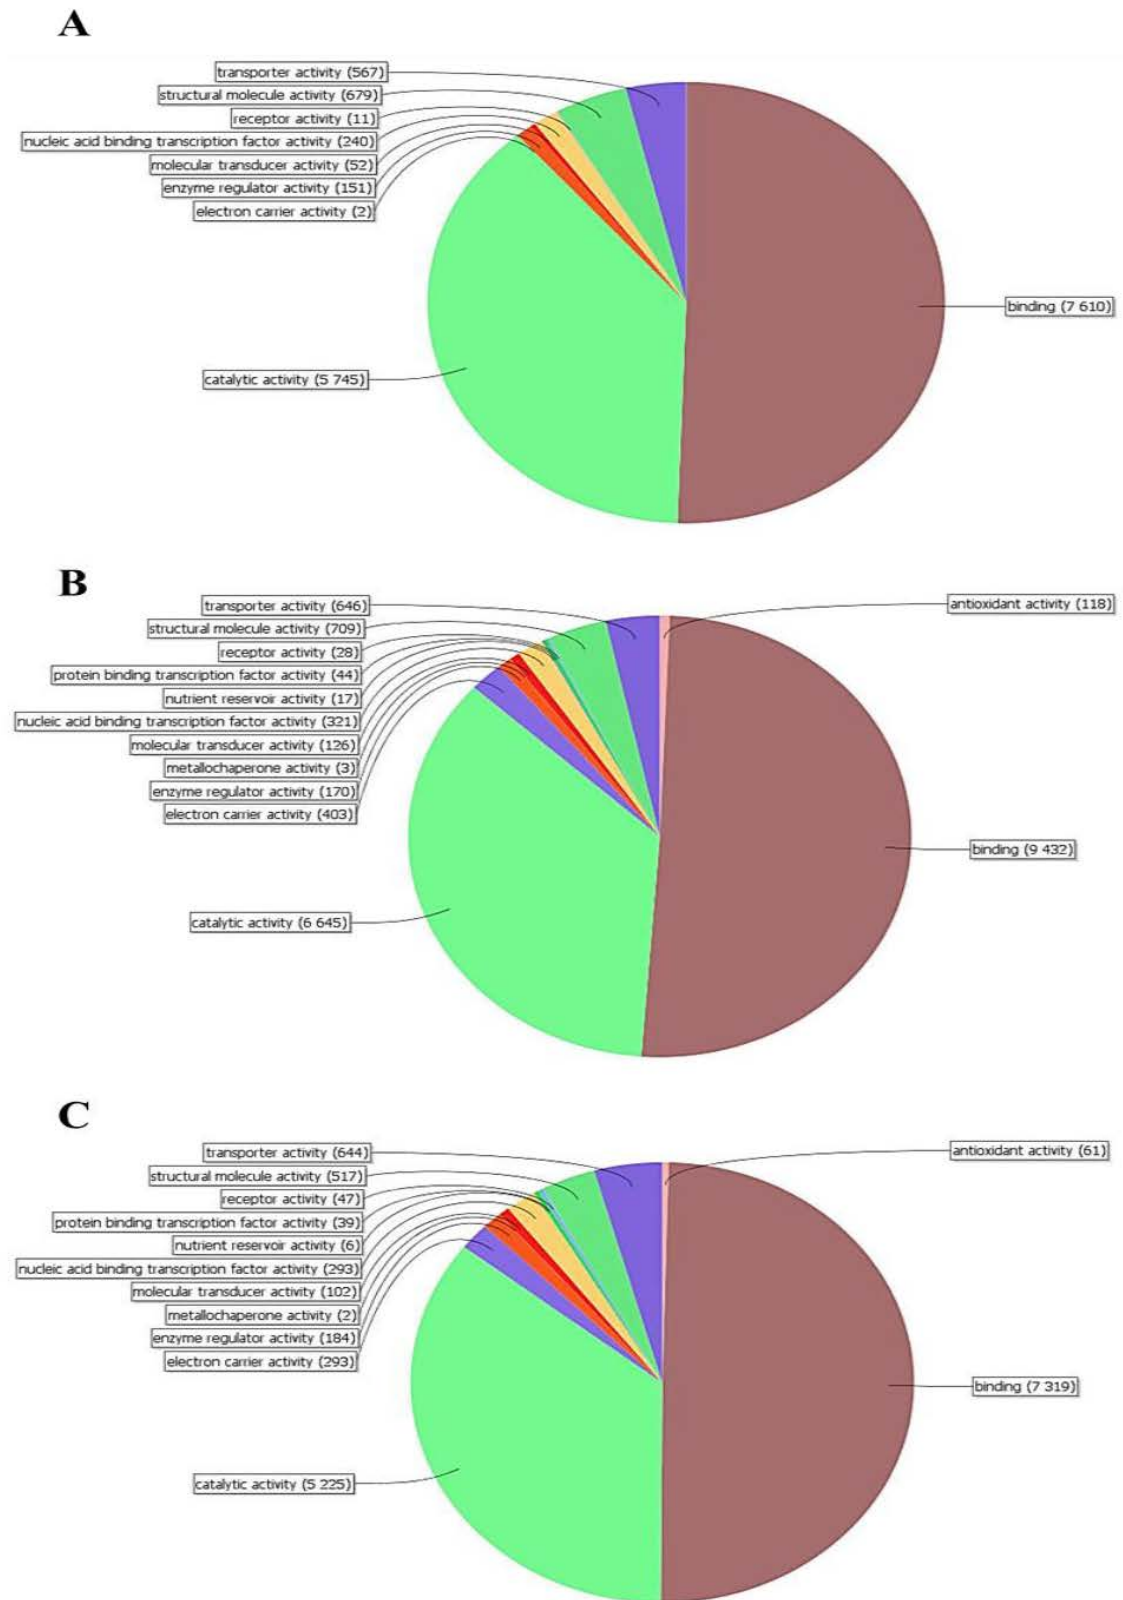 A
transporter activity (567)
structural molecule activity (679)
receptor activity (11)
nucleic acid binding transcription factor activity (240)
molecular transducer activity (52)
enzyme regulator activity (151)
electron carrier activity (2)
binding (7 610)
catalytic activity (5 745)
B
transporter activity (646)
antioxidant activity (118)
structural molecule activity (709)
receptor activity (28)
protein binding transcription factor activity (44)
nutrient reservoir activity (17)
nucleic acid binding transcription factor activity (321)
molecular transducer activity (126)
metallochaperone activity (3)
enzyme regulator activity (170)
electron carrier activity (403)
binding (9 432)
catalytic activity (6 645)
C
transporter activity (644)
antioxidant activity (61)
structural molecule activity (517)
receptor activity (47)
protein binding transcription factor activity (39)
nutrient reservoir activity (6)
nucleic acid binding transcription factor activity (293)
molecular transducer activity (102)
metallochaperone activity (2)
enzyme regulator activity (184)
electron carrier activity (293)
binding (7 319)
catalytic activity (5 225)